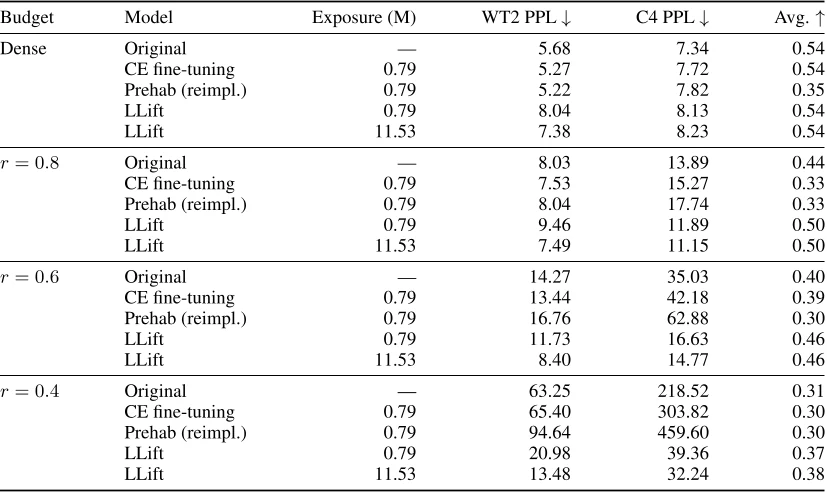 Budget Model Exposure (M) WT2 PPL ↓ C4 PPL ↓ Avg. ↑
Dense Original — 5.68 7.34 0.54
CE fine-tuning 0.79 5.27 7.72 0.54
Prehab (reimpl.) 0.79 5.22 7.82 0.35
LLift 0.79 8.04 8.13 0.54
LLift 11.53 7.38 8.23 0.54
r = 0.8 Original — 8.03 13.89 0.44
CE fine-tuning 0.79 7.53 15.27 0.33
Prehab (reimpl.) 0.79 8.04 17.74 0.33
LLift 0.79 9.46 11.89 0.50
LLift 11.53 7.49 11.15 0.50
r = 0.6 Original — 14.27 35.03 0.40
CE fine-tuning 0.79 13.44 42.18 0.39
Prehab (reimpl.) 0.79 16.76 62.88 0.30
LLift 0.79 11.73 16.63 0.46
LLift 11.53 8.40 14.77 0.46
r = 0.4 Original — 63.25 218.52 0.31
CE fine-tuning 0.79 65.40 303.82 0.30
Prehab (reimpl.) 0.79 94.64 459.60 0.30
LLift 0.79 20.98 39.36 0.37
LLift 11.53 13.48 32.24 0.38